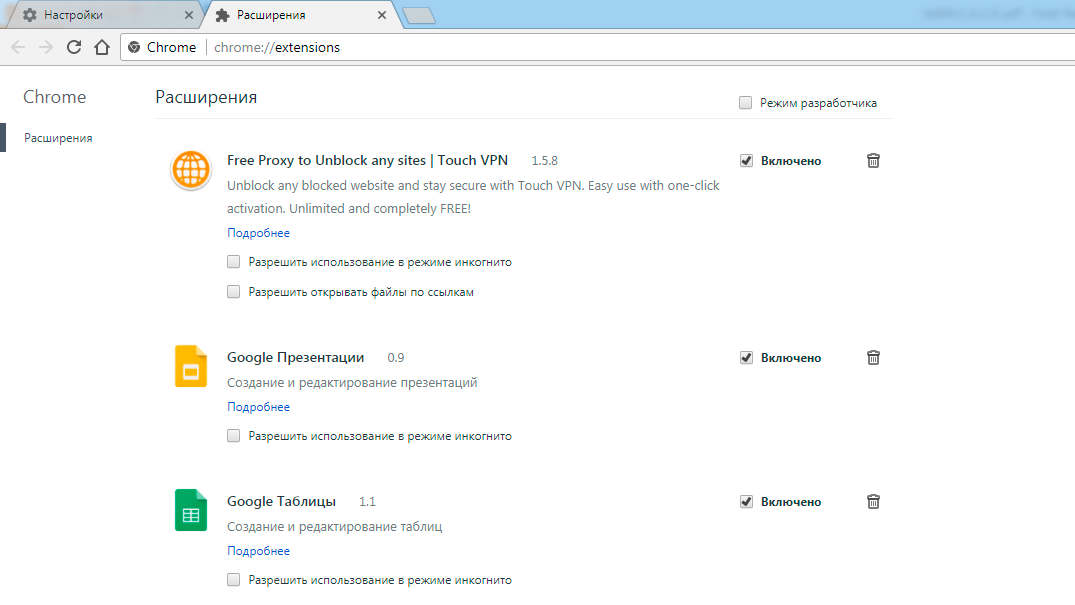 Настройки
Расширения
Chrome
chrome://extensions
Chrome
Расширения
Расширения
Режим разработчика
Free Proxy to Unblock any sites | Touch VPN 1.5.8
Включено
Unblock any blocked website and stay secure with Touch VPN. Easy use with one-click
activation. Unlimited and completely FREE!
Подробнее
Разрешить использование в режиме инкогнито
Разрешить открывать файлы по ссылкам
Google Презентации 0.9
Включено
Создание и редактирование презентаций
Подробнее
Разрешить использование в режиме инкогнито
Google Таблицы 1.1
Включено
Создание и редактирование таблиц
Подробнее
Разрешить использование в режиме инкогнито